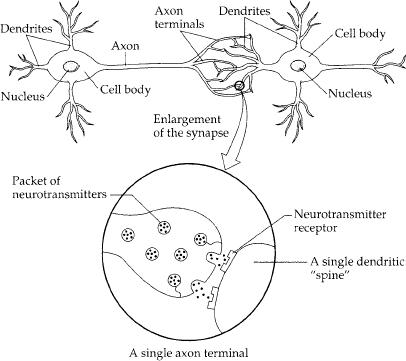 Dendrites
Axon
terminals
Dendrites
Cell body
Axon
Nucleus
Cell body
Nucleus
Enlargement
of the synapse
Packet of
neurotransmitters
Neurotransmitter
receptor
A single dendritic
"spine"
A single axon terminal